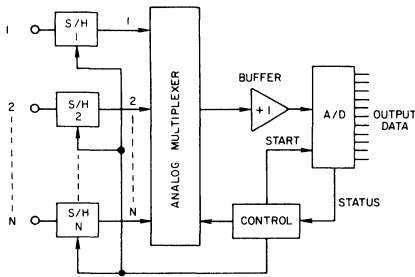 1
S/H
1
1
2
S/H
2
2
N
S/H
N
N
ANALOG MULTIPLEXER
BUFFER
+1
A/D
OUTPUT
DATA
START
STATUS
CONTROL